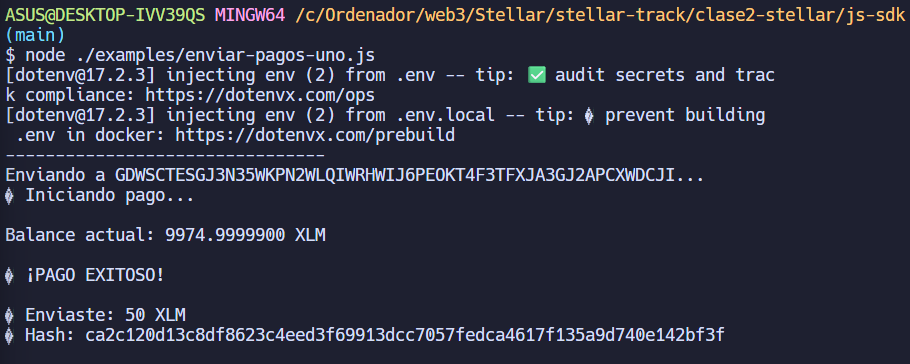 ASUS@DESKTOP-IVV39QS MINGW64 /c/Ordenador/web3/Stellar/stellar-track/clase2-stellar/js-sdk
(main)
$ node ./examples/enviar-pagos-uno.js
[dotenv@17.2.3] injecting env (2) from .env -- tip: ✅ audit secrets and trac
k compliance: https://dotenvx.com/ops
[dotenv@17.2.3] injecting env (2) from .env.local -- tip: � prevent building
 .env in docker: https://dotenvx.com/prebuild
--------------------------------
Enviando a GDWSCTESGJ3N35WKPN2WLQIWRHWIJ6PEOKT4F3TFXJA3GJ2APCXWDCJI...
� Iniciando pago...
Balance actual: 9974.9999900 XLM
� ¡PAGO EXITOSO!
� Enviaste: 50 XLM
� Hash: ca2c120d13c8df8623c4eed3f69913dcc7057fedca4617f135a9d740e142bf3f